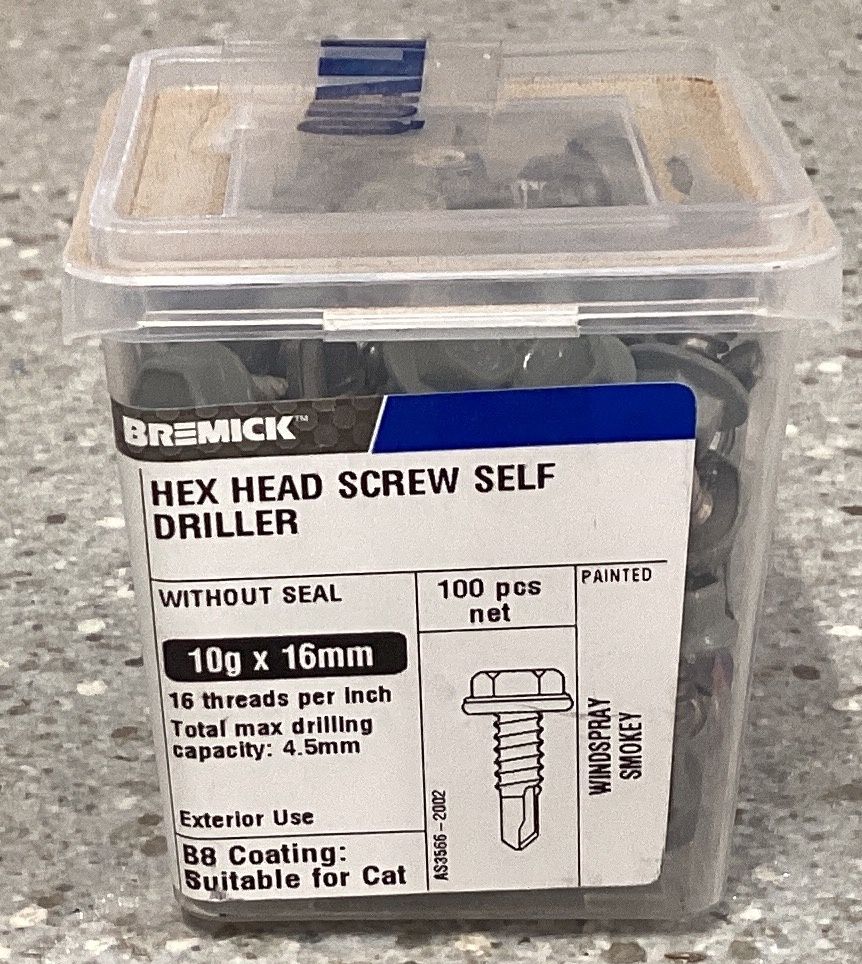 BREMICK™
HEX HEAD SCREW SELF
DRILLER
WITHOUT SEAL
10g x 16mm
16 threads per inch
Total max drilling
capacity: 4.5mm
Exterior Use
B8 Coating:
Suitable for Cat
100 pcs
net
AS3566-2002
PAINTED
WINDSPRAY
SMOKEY